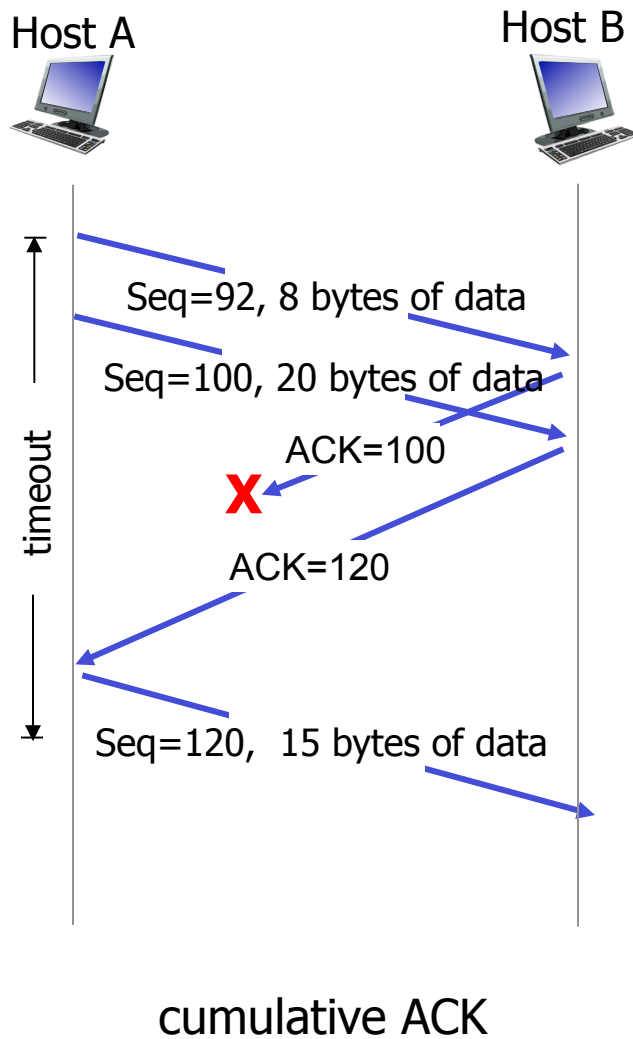 Host A
Host B
Seq=92, 8 bytes of data
Seq=100, 20 bytes of data
ACK=100
X
timeout
ACK=120
Seq=120, 15 bytes of data
cumulative ACK